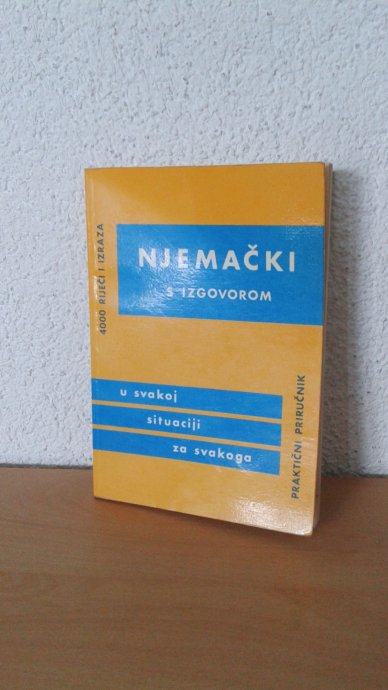 4000 RIJEČI I IZRAZA
NJEMAČKI
S IZGOVOROM
u svakoj
situaciji
za svakoga
PRAKTIČNI PRIRUČNIK